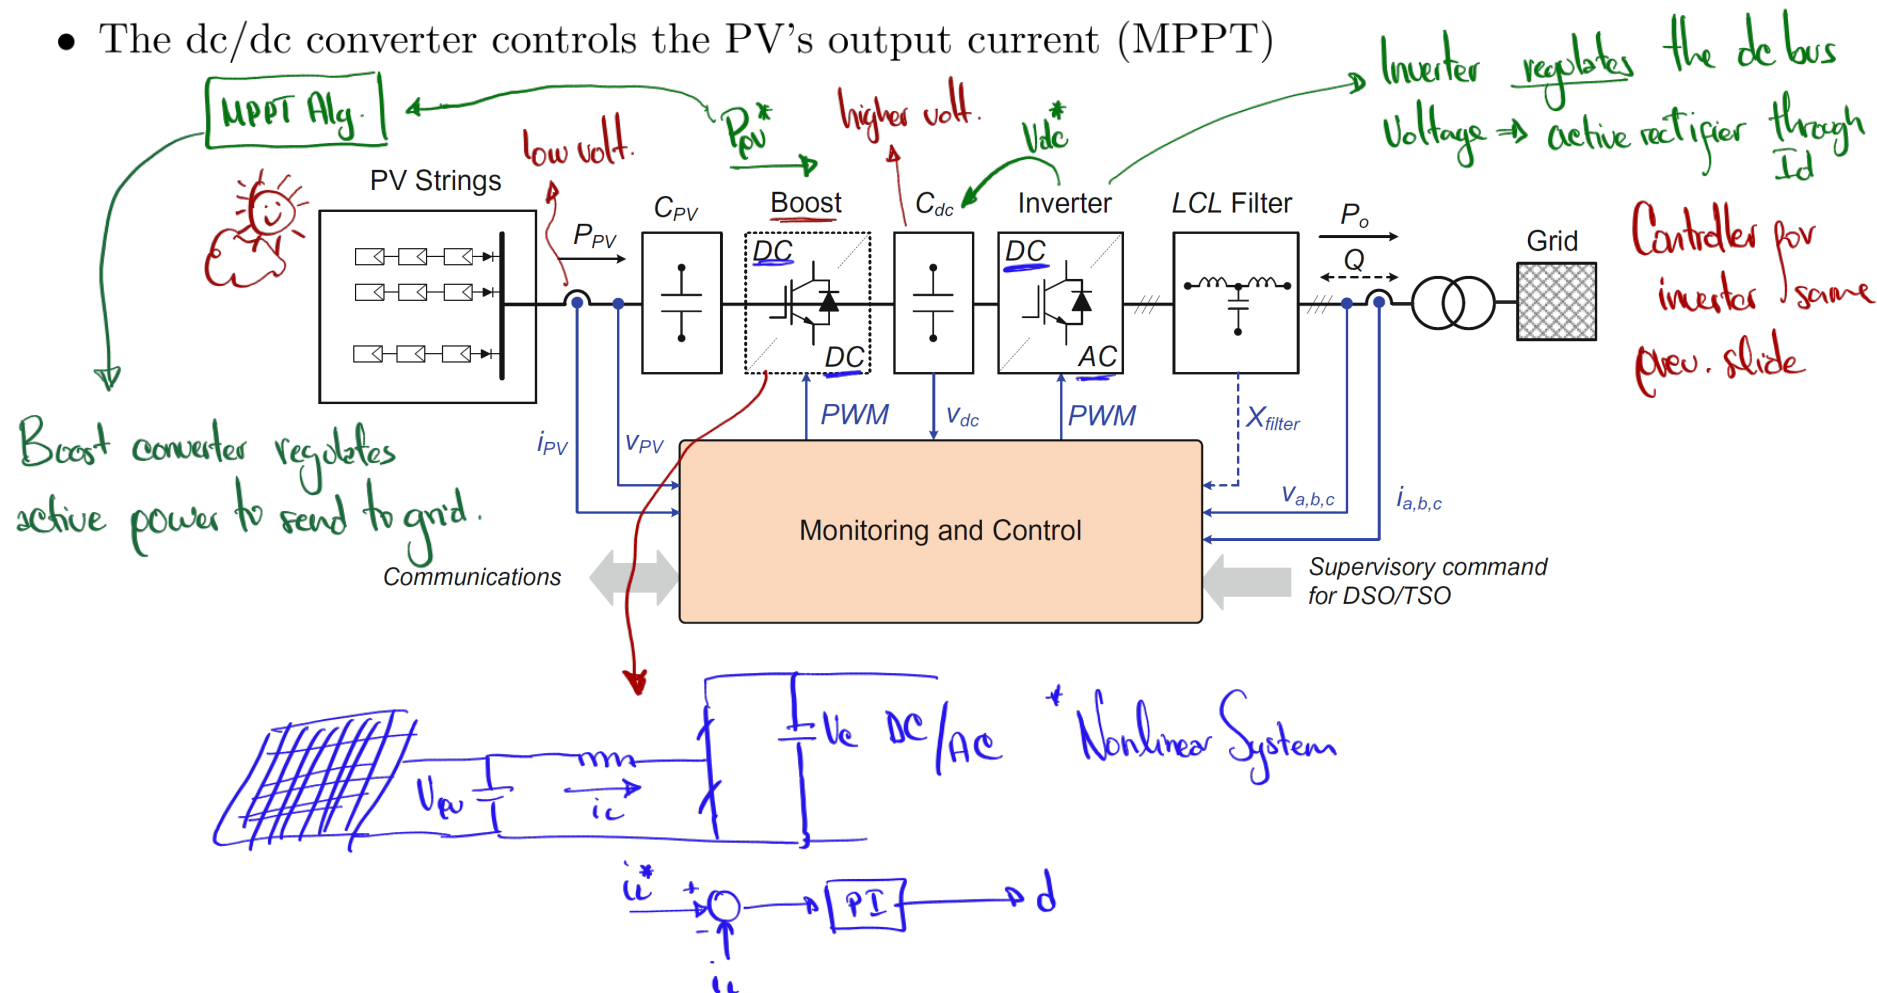 • The dc/dc converter controls the PV's output current (MPPT)
MPPT Alg.
Ppv*
low volt.
higher volt.
Vdc*
Inverter regulates the dc bus
Voltage ⇒ active rectifier through
Id
PV Strings
PPV
CPV
Boost
DC
DC
Cdc
Inverter
DC
AC
LCL Filter
Po
Q
Grid
Controller for
inverter same
prev. slide
Boost converter regulates
active power to send to grid.
iPV
vPV
PWM
vdc
PWM
Xfilter
va,b,c
ia,b,c
Monitoring and Control
Communications
Supervisory command
for DSO/TSO
Vpv
iL
Vc
DC/AC
* Nonlinear System
iL*
+
-
iL
PI
d